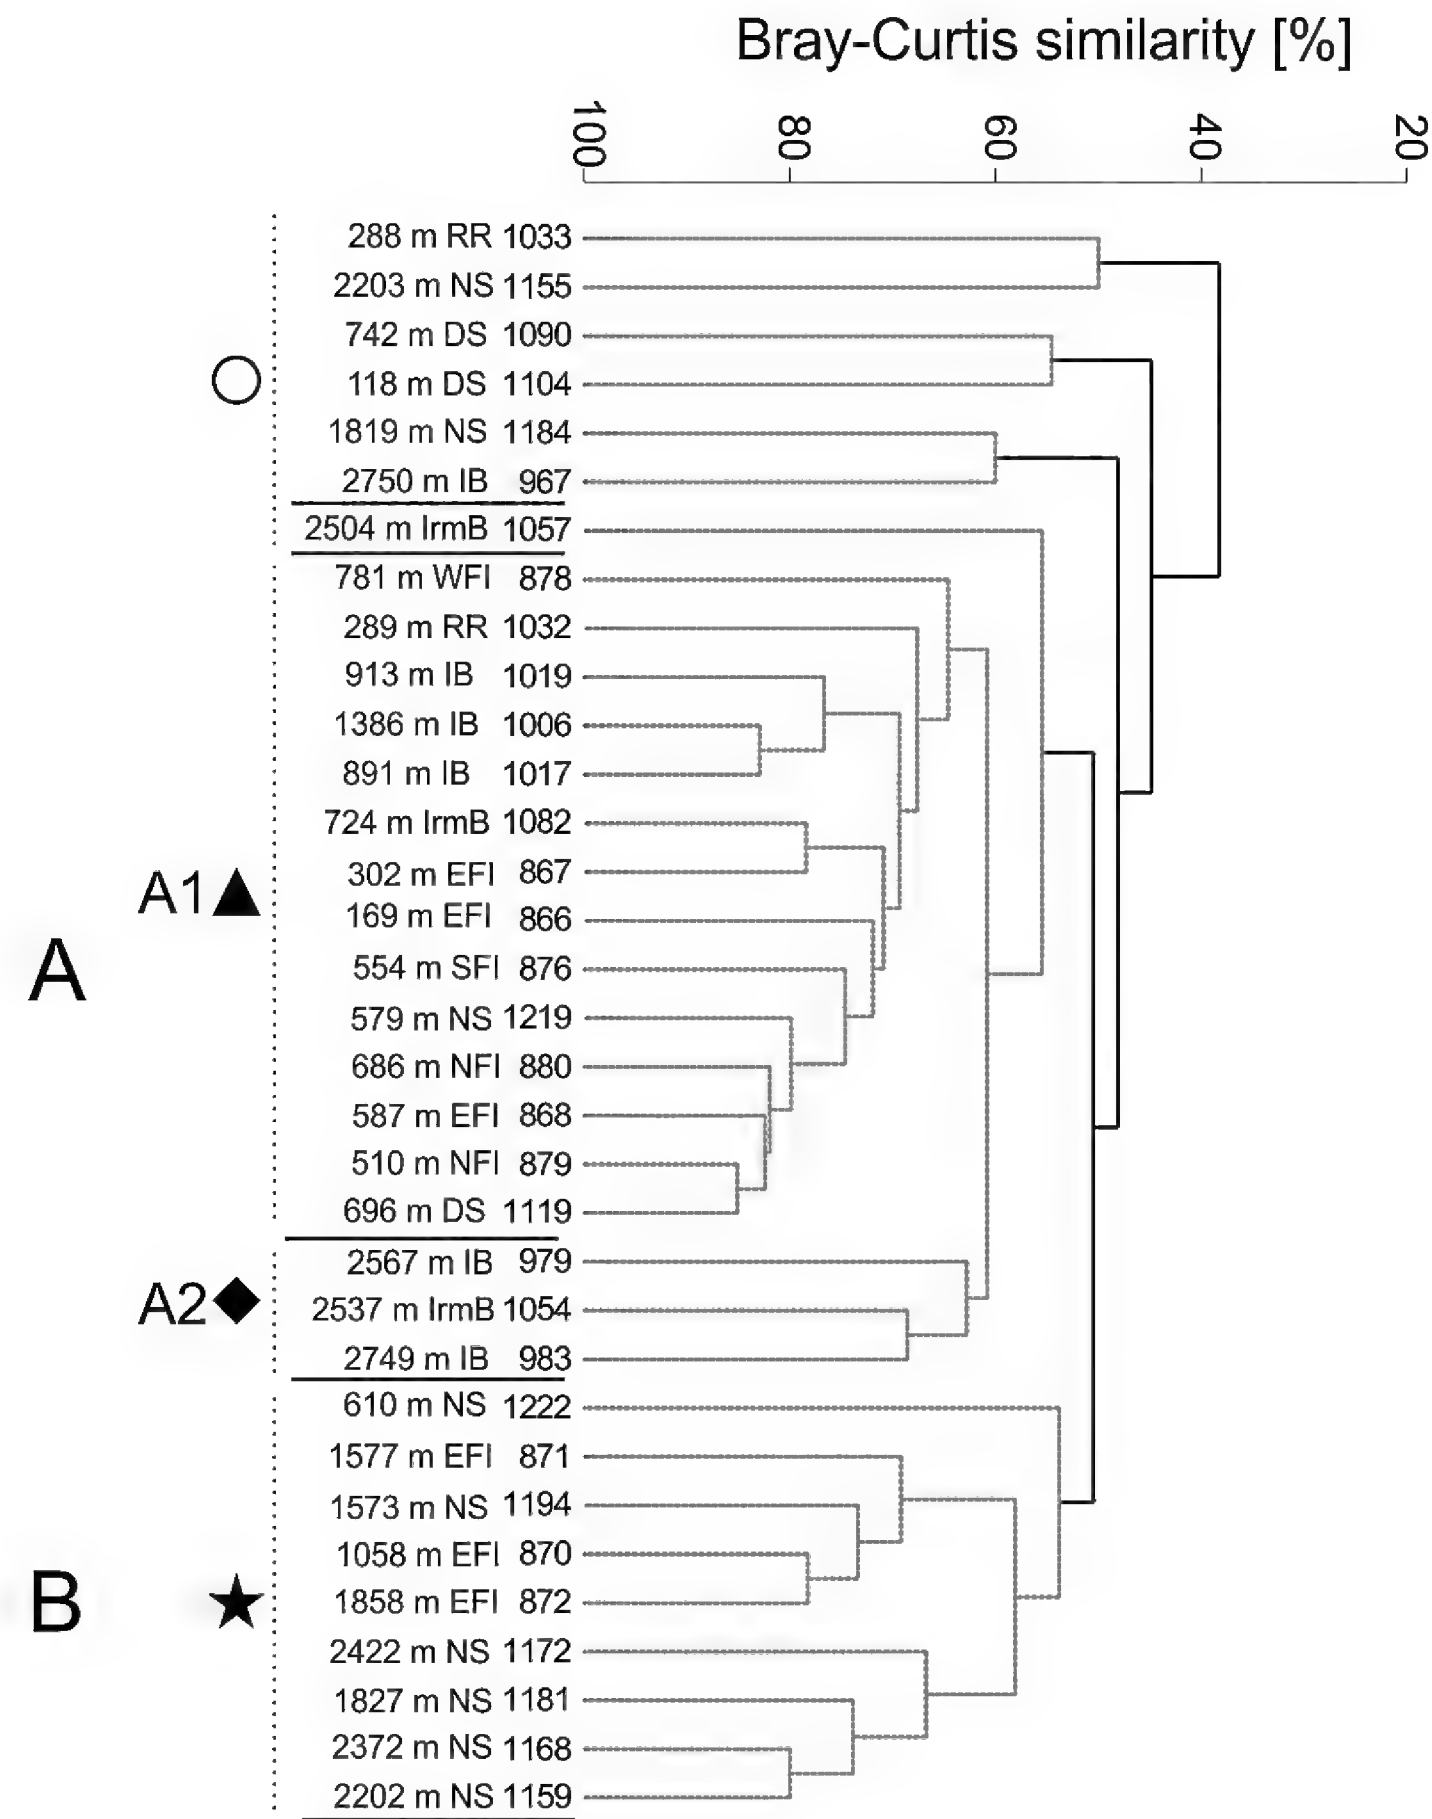 Bray-Curtis similarity [%]
100 80 60 40 20
288 m RR 1033
2203 m NS 1155
742 m DS 1090
118 m DS 1104
1819 m NS 1184
2750 m IB 967
2504 m IrmB 1057
781 m WFI 878
289 m RR 1032
913 m IB 1019
1386 m IB 1006
891 m IB 1017
724 m IrmB 1082
302 m EFI 867
A1
169 m EFI 866
A
554 m SFI 876
579 m NS 1219
686 m NFI 880
587 m EFI 868
510 m NFI 879
696 m DS 1119
2567 m IB 979
A2
2537 m IrmB 1054
2749 m IB 983
610 m NS 1222
1577 m EFI 871
1573 m NS 1194
1058 m EFI 870
B
1858 m EFI 872
2422 m NS 1172
1827 m NS 1181
2372 m NS 1168
2202 m NS 1159